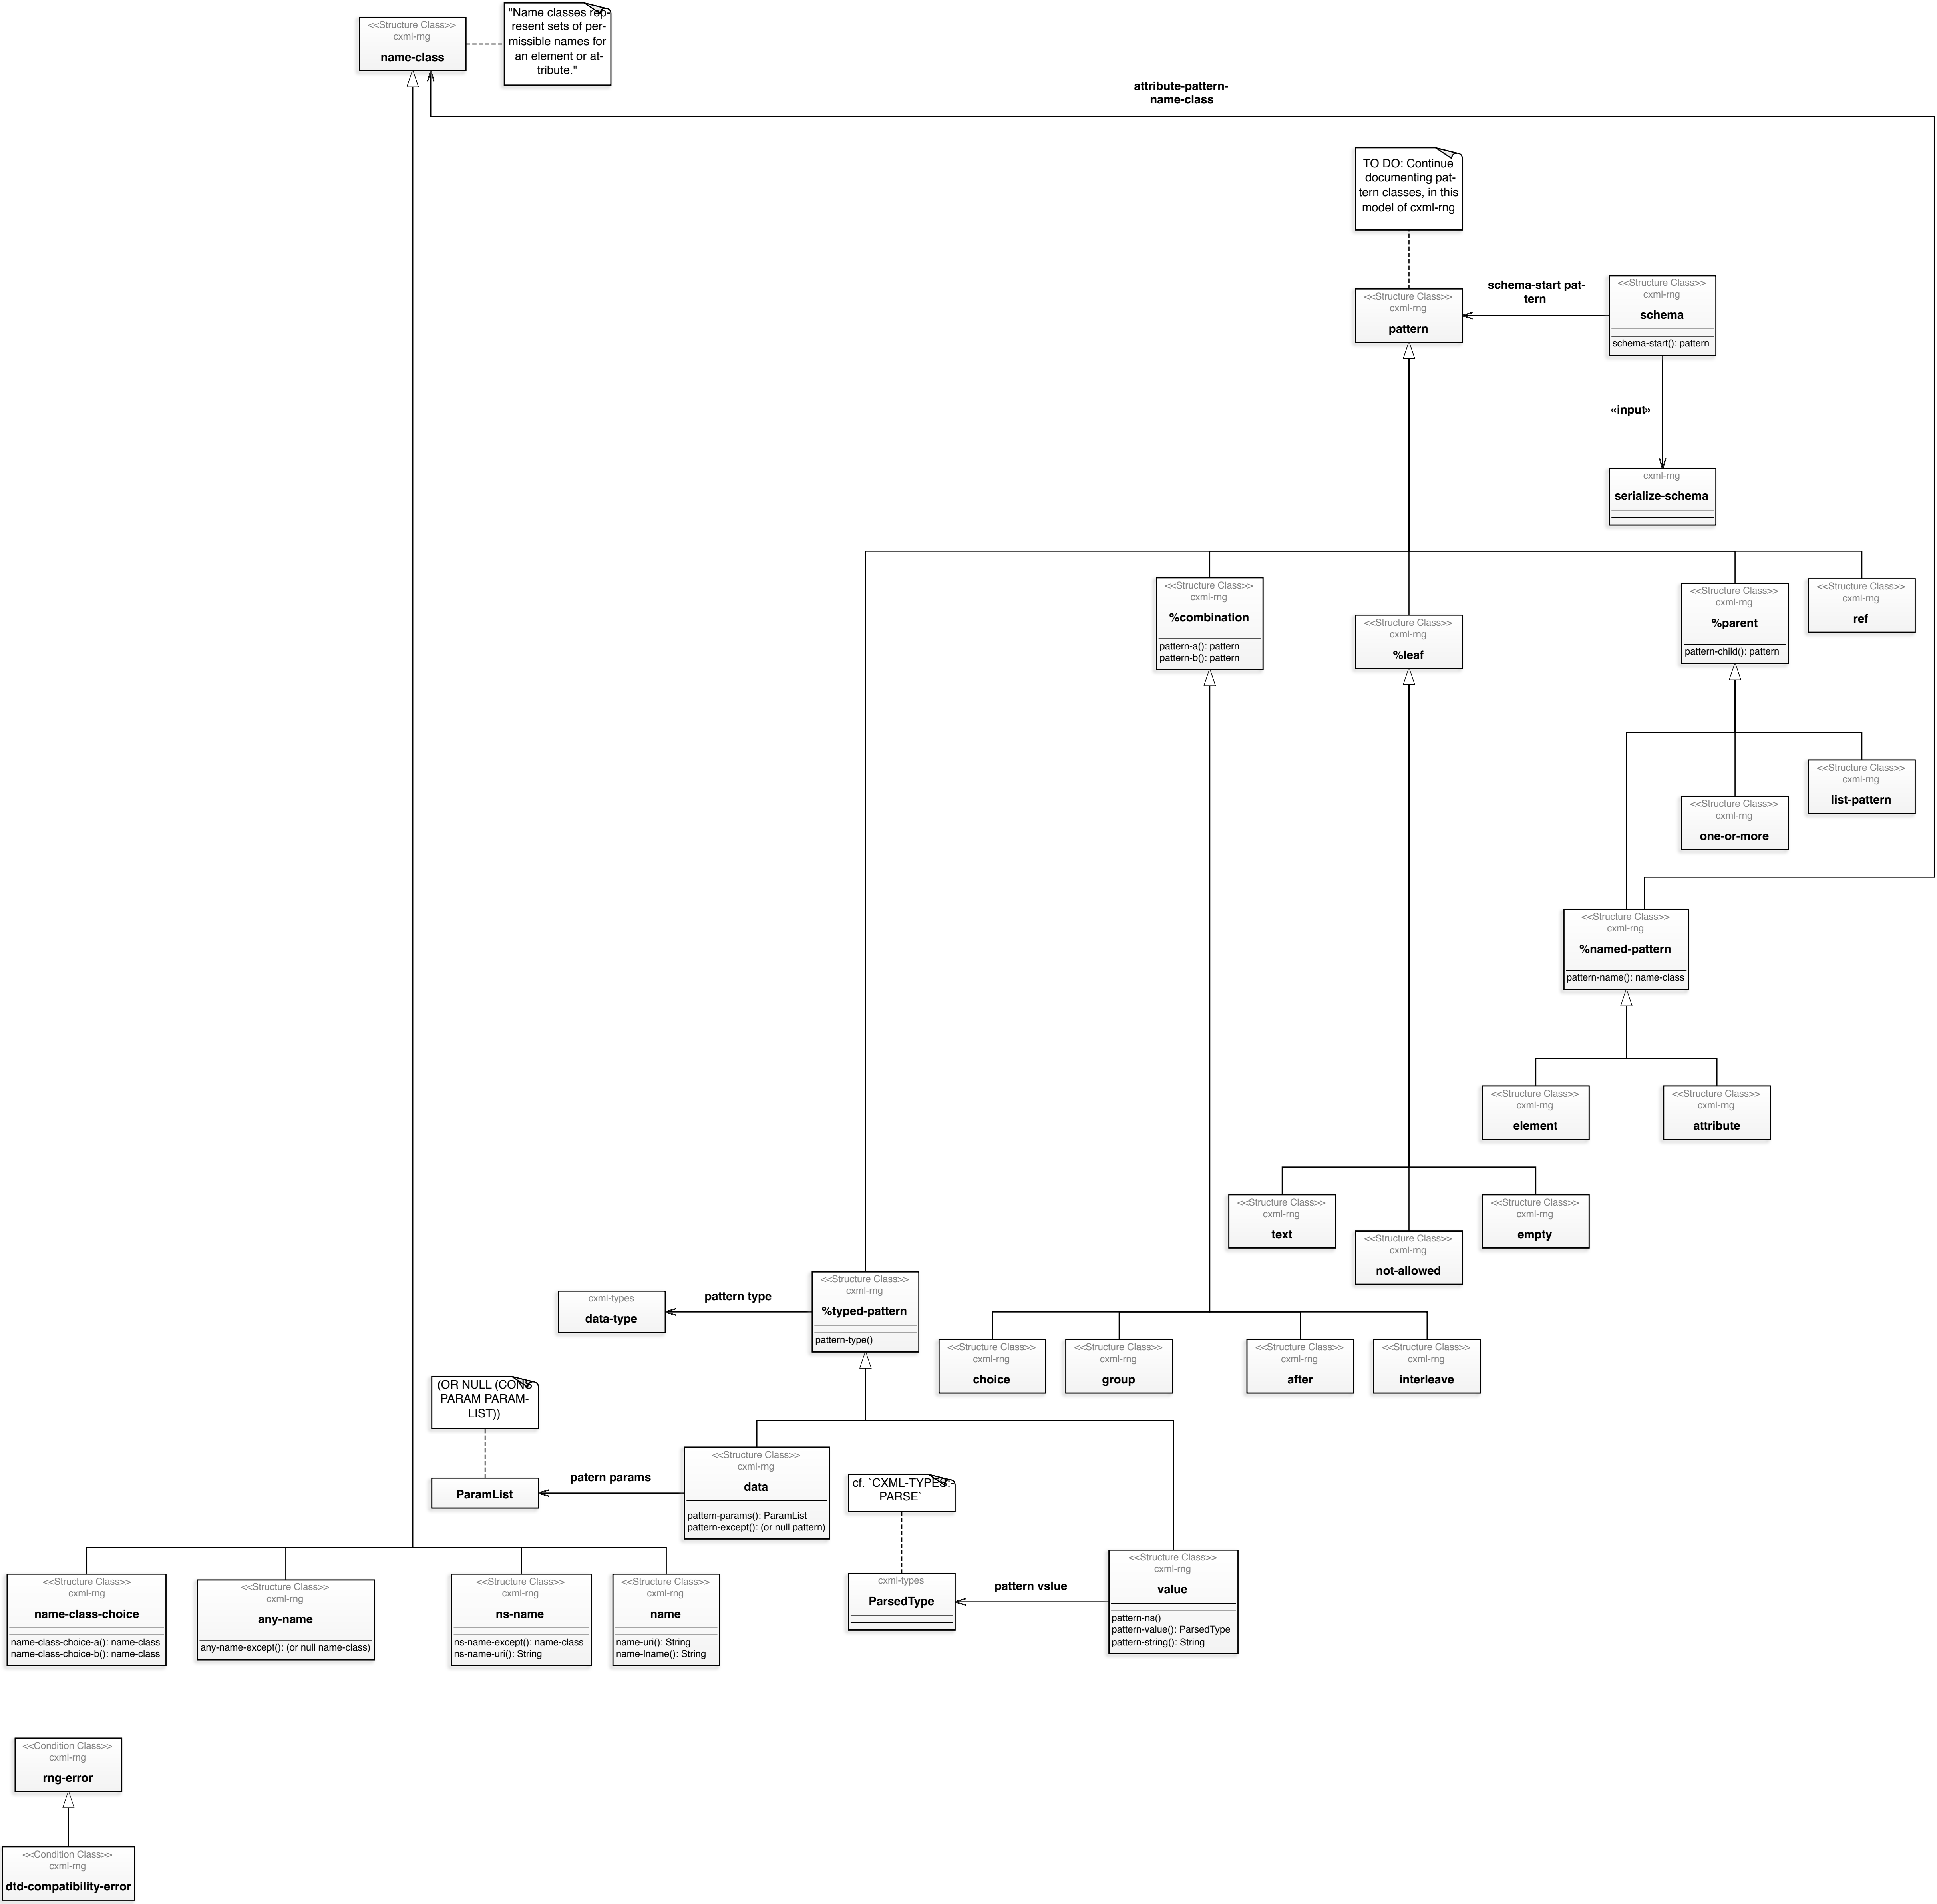 <<Structure Class>>
cxml-rng
name-class
"Name classes rep-
resent sets of per-
missible names for
an element or at-
tribute."
attribute-pattern-
name-class
TO DO: Continue
documenting pat-
tern classes, in this
model of cxml-rng
<<Structure Class>>
cxml-rng
pattern
schema-start pat-
tern
<<Structure Class>>
cxml-rng
schema
schema-start(): pattern
«input»
cxml-rng
serialize-schema
<<Structure Class>>
cxml-rng
%combination
pattern-a(): pattern
pattern-b(): pattern
<<Structure Class>>
cxml-rng
%leaf
<<Structure Class>>
cxml-rng
%parent
pattern-child(): pattern
<<Structure Class>>
cxml-rng
ref
<<Structure Class>>
cxml-rng
list-pattern
<<Structure Class>>
cxml-rng
one-or-more
<<Structure Class>>
cxml-rng
%named-pattern
pattern-name(): name-class
<<Structure Class>>
cxml-rng
element
<<Structure Class>>
cxml-rng
attribute
<<Structure Class>>
cxml-rng
text
<<Structure Class>>
cxml-rng
not-allowed
<<Structure Class>>
cxml-rng
empty
cxml-types
data-type
pattern type
<<Structure Class>>
cxml-rng
%typed-pattern
pattern-type()
<<Structure Class>>
cxml-rng
choice
<<Structure Class>>
cxml-rng
group
<<Structure Class>>
cxml-rng
after
<<Structure Class>>
cxml-rng
interleave
(OR NULL (CONS
PARAM PARAM-
LIST))
ParamList
patern params
<<Structure Class>>
cxml-rng
data
pattem-params(): ParamList
pattern-except(): (or null pattern)
cf. `CXML-TYPES:-
PARSE`
cxml-types
ParsedType
pattern vslue
<<Structure Class>>
cxml-rng
value
pattern-ns()
pattern-value(): ParsedType
pattern-string(): String
<<Structure Class>>
cxml-rng
name-class-choice
name-class-choice-a(): name-class
name-class-choice-b(): name-class
<<Structure Class>>
cxml-rng
any-name
any-name-except(): (or null name-class)
<<Structure Class>>
cxml-rng
ns-name
ns-name-except(): name-class
ns-name-uri(): String
<<Structure Class>>
cxml-rng
name
name-uri(): String
name-lname(): String
<<Condition Class>>
cxml-rng
rng-error
<<Condition Class>>
cxml-rng
dtd-compatibility-error